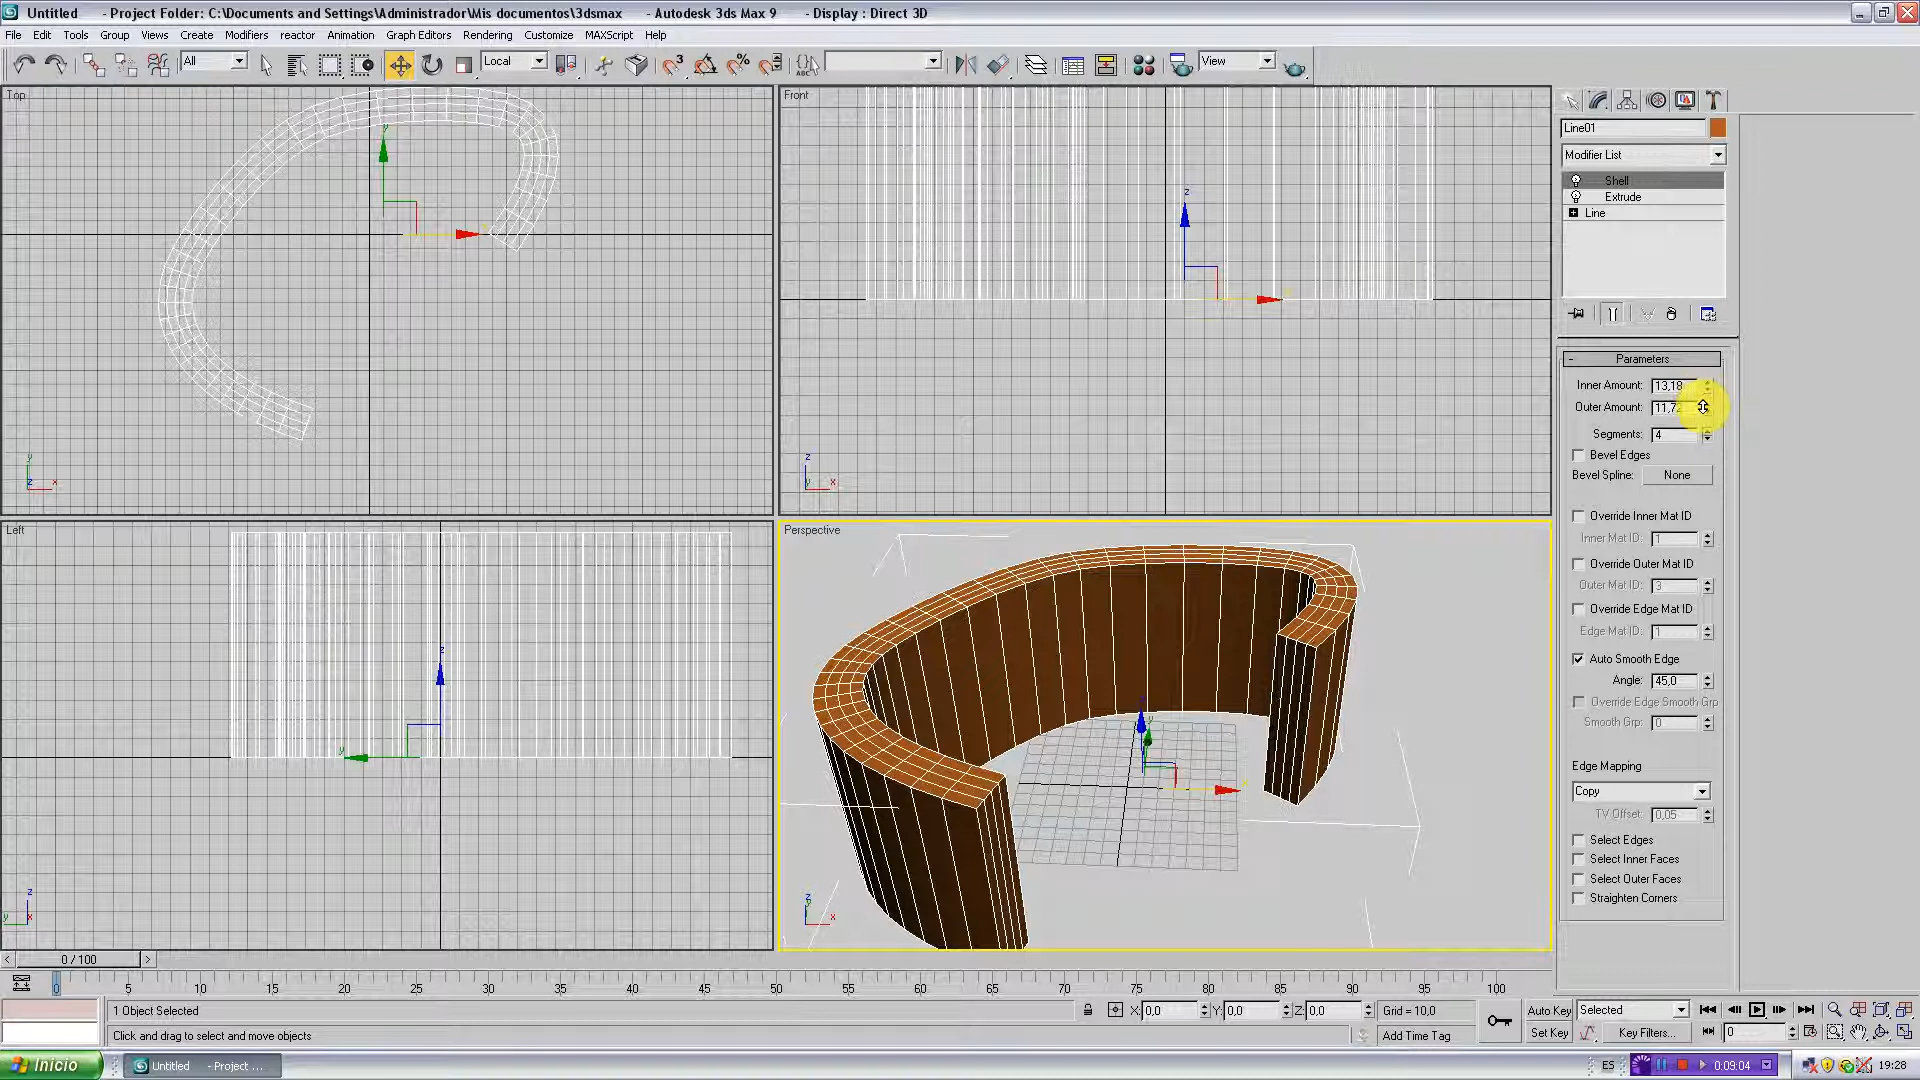 Untitled - Project Folder: C:\Documents and Settings\Administrador\Mis documentos\3dsmax - Autodesk 3ds Max 9 - Display : Direct 3D
File Edit Tools Group Views Create Modifiers reactor Animation Graph Editors Rendering Customize MAXScript Help
All Local View
Top
Front
Line01
Modifier List
Shell
Extrude
Line
Parameters
Inner Amount: 13,18
Outer Amount: 11,72
Segments: 4
Bevel Edges
Bevel Spline: None
Override Inner Mat ID
Inner Mat ID: 1
Override Outer Mat ID
Outer Mat ID: 3
Override Edge Mat ID
Edge Mat ID: 1
Auto Smooth Edge
Angle: 45,0
Override Edge Smooth Grp
Smooth Grp: 0
Edge Mapping
Copy
TV Offset: 0,05
Select Edges
Select Inner Faces
Select Outer Faces
Straighten Corners
Left
Perspective
0 / 100
0 5 10 15 20 25 30 35 40 45 50 55 60 65 70 75 80 85 90 95 100
1 Object Selected X: 0,0 Y: 0,0 Z: 0,0 Grid = 10,0 Auto Key Selected
Click and drag to select and move objects Add Time Tag Set Key Key Filters... 0
Inicio Untitled - Project ... ES 0:09:04 19:28